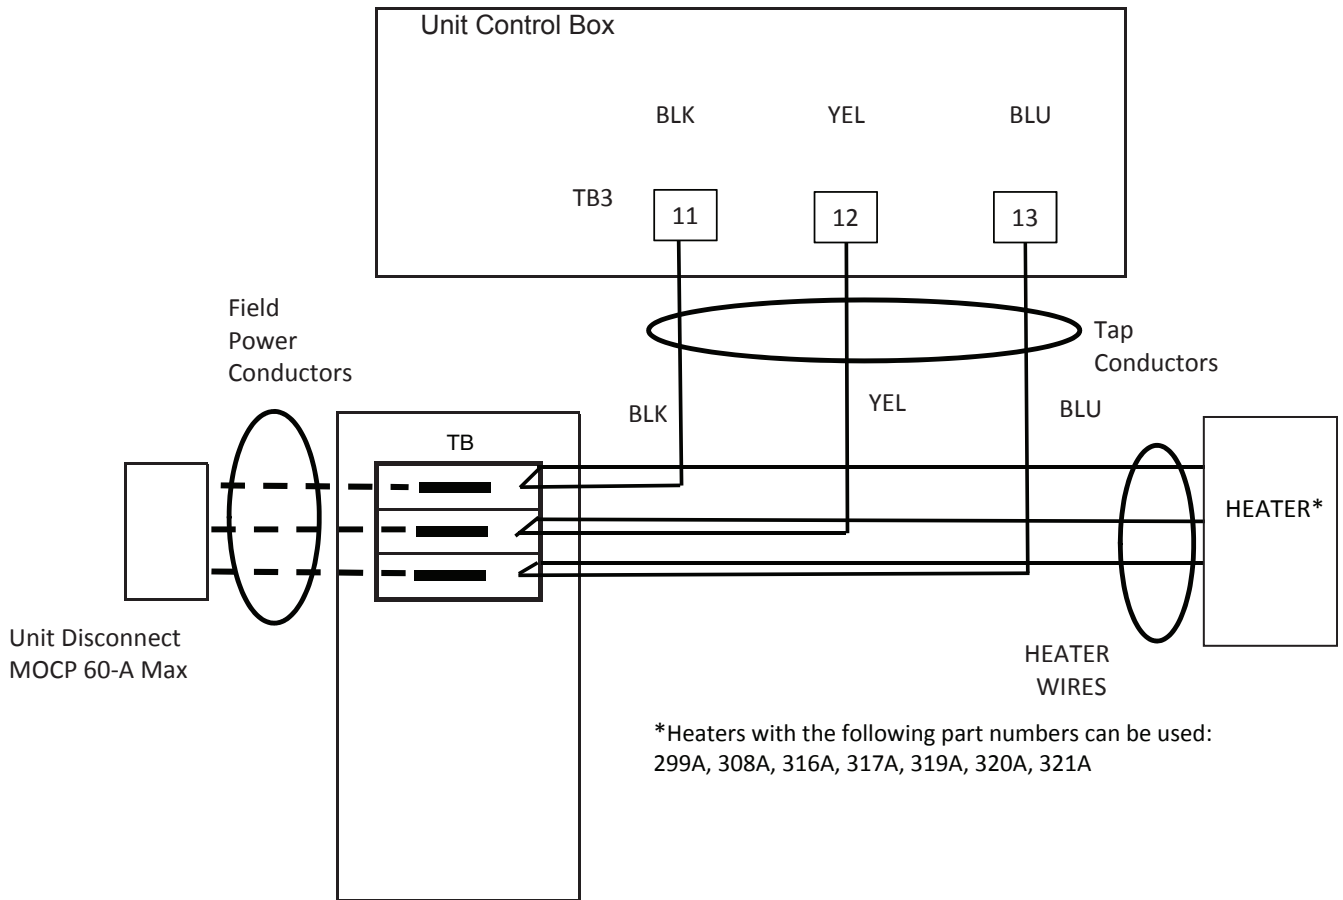 Unit Control Box
BLK YEL BLU
TB3 11 12 13
Field
Power
Conductors
Tap
Conductors
BLK YEL BLU
TB
HEATER*
Unit Disconnect
MOCP 60-A Max
HEATER
WIRES
*Heaters with the following part numbers can be used:
299A, 308A, 316A, 317A, 319A, 320A, 321A